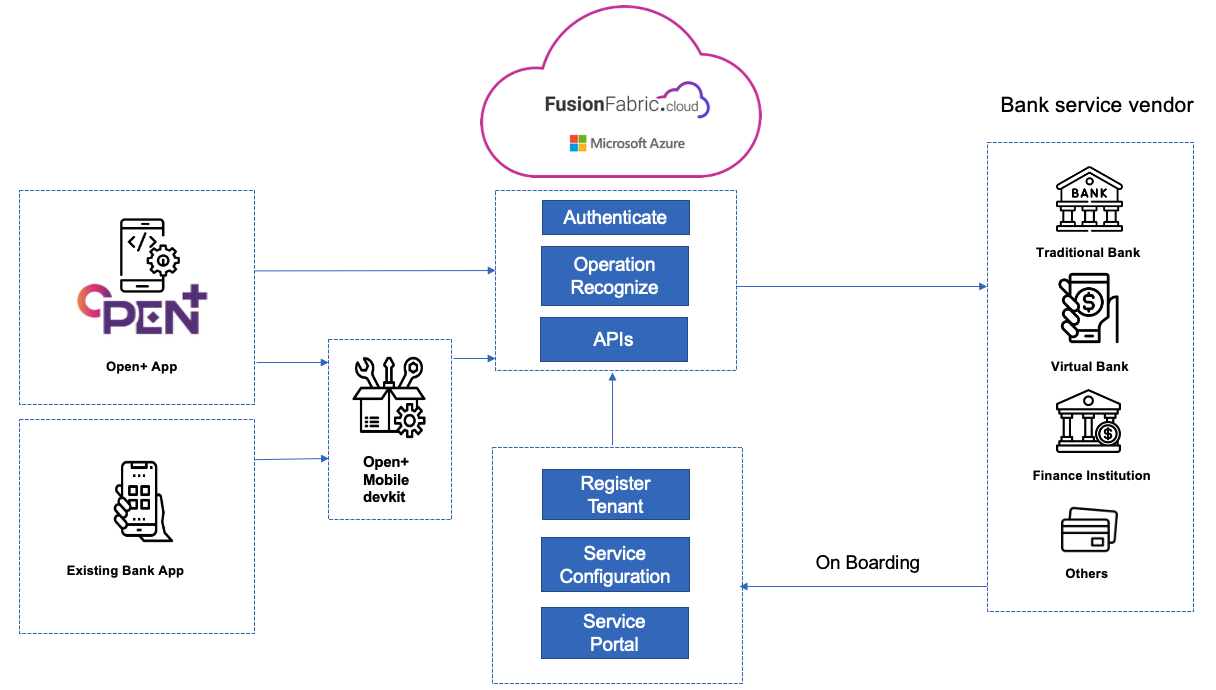 FusionFabric.cloud
Microsoft Azure
Bank service vendor
Authenticate
Operation
Recognize
APIs
</>
OPEN+
Open+ App
Open+
Mobile
devkit
Existing Bank App
Register
Tenant
Service
Configuration
Service
Portal
On Boarding
BANK
Traditional Bank
$
Virtual Bank
$
Finance Institution
Others